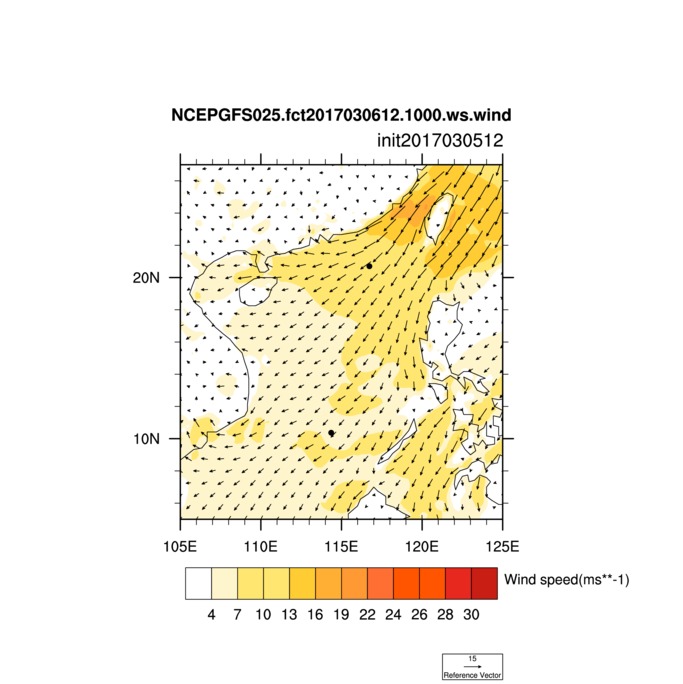 NCEPGFS025.fct2017030612.1000.ws.wind
init2017030512
20N
10N
105E 110E 115E 120E 125E
Wind speed(ms**-1)
4 7 10 13 16 19 22 24 26 28 30
15
Reference Vector